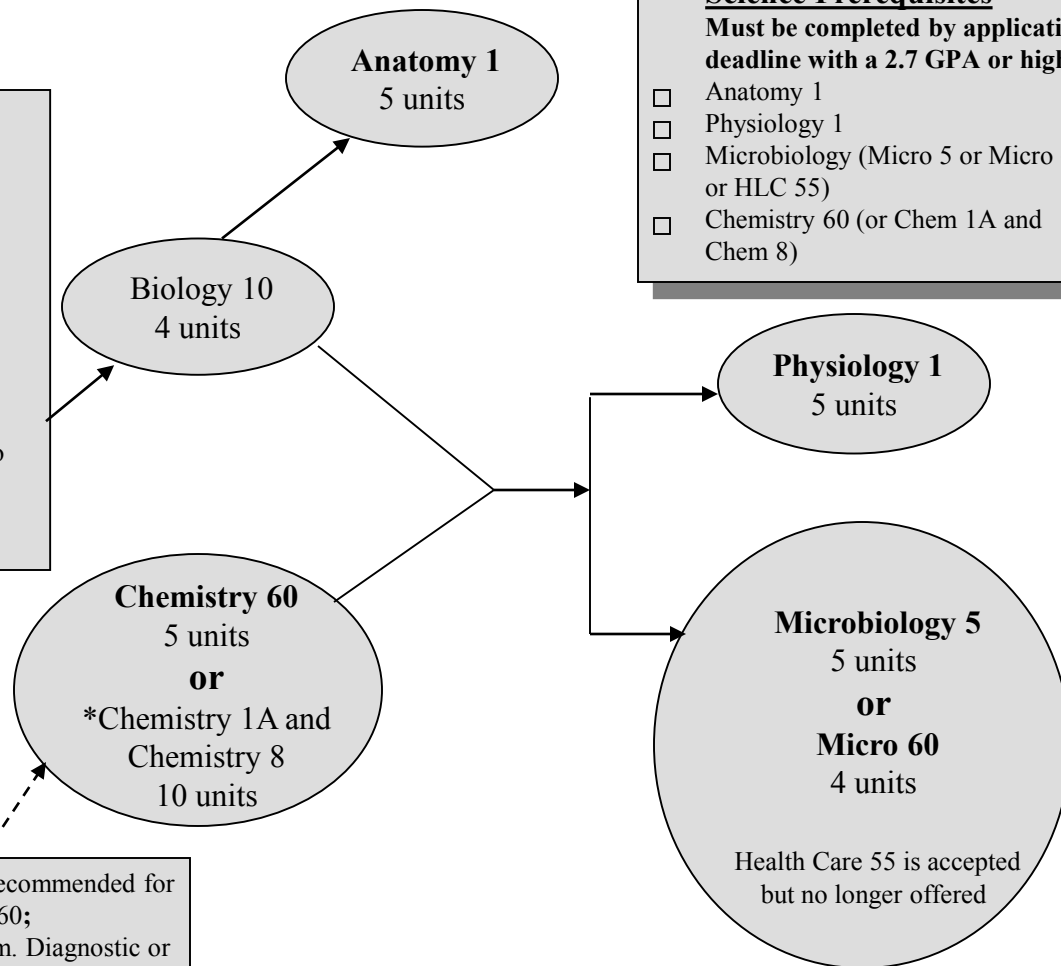 Science Prerequisites
Must be completed by
deadline with a 2.7 GPA or
Anatomy 1
Physiology 1
Microbiology (Micro 5 or Micro
or HLC 55)
Chemistry 60 (or Chem 1A and
Chem 8)
Anatomy 1
5 units
Biology 10
4 units
Physiology 1
5 units
Chemistry 60
5 units
or
*Chemistry 1A and
Chemistry 8
10 units
Microbiology 5
5 units
or
Micro 60
4 units
Health Care 55 is accepted
but no longer offered
for
60;
Diagnostic or